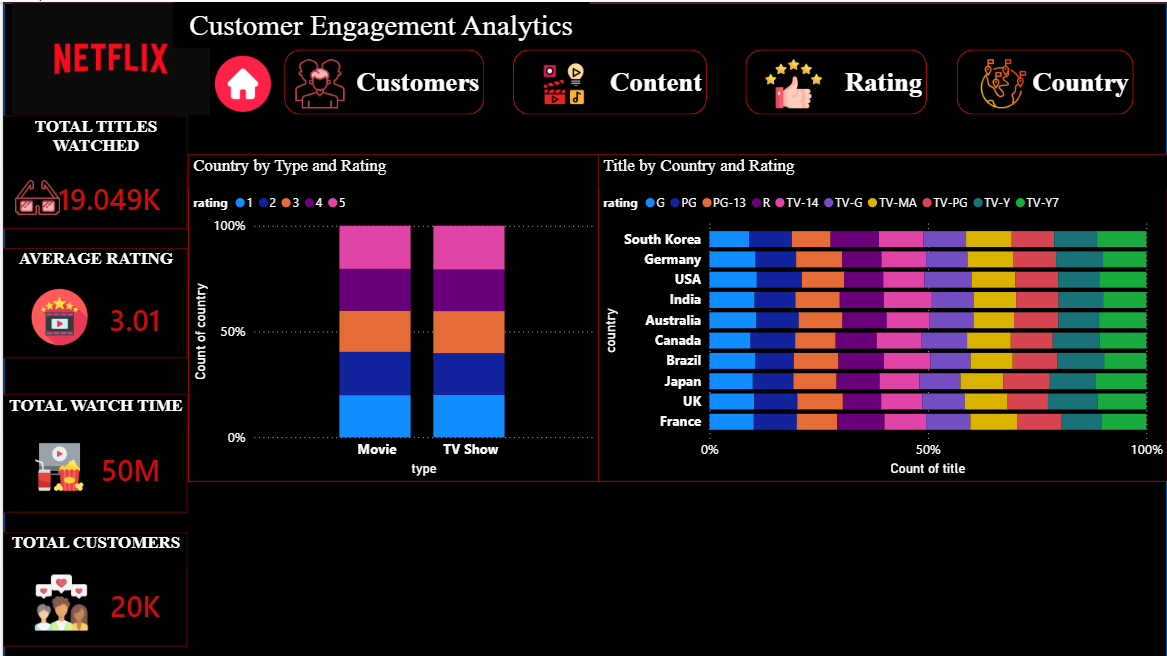 NETFLIX
Customer Engagement Analytics
Customers
Content
Rating
Country
TOTAL TITLES
WATCHED
19.049K
AVERAGE RATING
3.01
TOTAL WATCH TIME
50M
TOTAL CUSTOMERS
20K
Country by Type and Rating
rating 1 2 3 4 5
100%
50%
0%
Count of country
Movie
TV Show
type
Title by Country and Rating
rating G PG PG-13 R TV-14 TV-G TV-MA TV-PG TV-Y TV-Y7
South Korea
Germany
USA
India
Australia
Canada
Brazil
Japan
UK
France
country
0%
50%
100%
Count of title